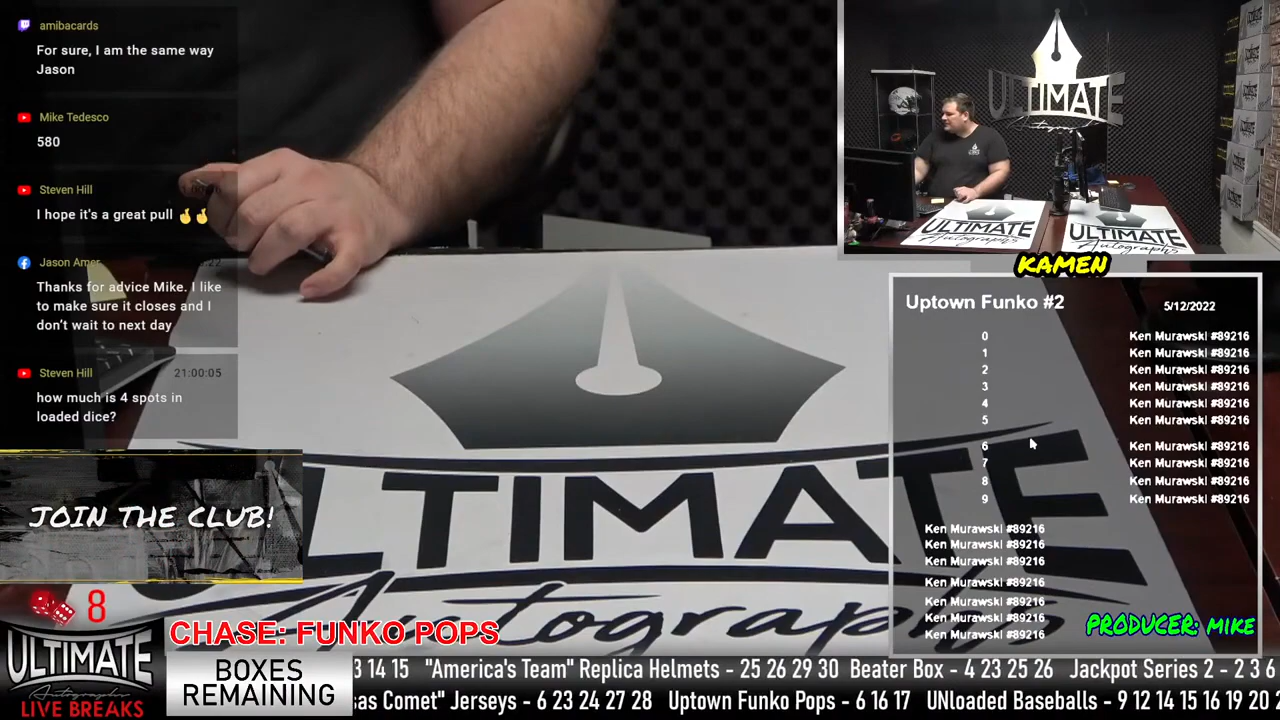 amibacards
For sure, I am the same way
Jason
Mike Tedesco
580
Steven Hill
I hope it's a great pull 🤞🤞
Jason Amer
Thanks for advice Mike. I like
to make sure it closes and I
don't wait to next day
Steven Hill 21:00:05
how much is 4 spots in
loaded dice?
JOIN THE CLUB!
8
ULTIMATE
Autographs
LIVE BREAKS
CHASE: FUNKO POPS
BOXES
REMAINING
3 14 15 "America's Team" Replica Helmets - 25 26 29 30 Beater Box - 4 23 25 26 Jackpot Series 2 - 2 3 6
sas Comet" Jerseys - 6 23 24 27 28 Uptown Funko Pops - 6 16 17 UNloaded Baseballs - 9 12 14 15 16 19 20 2
ULTIMATE
Autographs
ULTIMATE
ULTIMATE
Autographs
ULTIMATE
Autographs
KAMEN
Uptown Funko #2 5/12/2022
0 Ken Murawski #89216
1 Ken Murawski #89216
2 Ken Murawski #89216
3 Ken Murawski #89216
4 Ken Murawski #89216
5 Ken Murawski #89216
6 Ken Murawski #89216
7 Ken Murawski #89216
8 Ken Murawski #89216
9 Ken Murawski #89216
Ken Murawski #89216
Ken Murawski #89216
Ken Murawski #89216
Ken Murawski #89216
Ken Murawski #89216
Ken Murawski #89216
Ken Murawski #89216
PRODUCER: MIKE